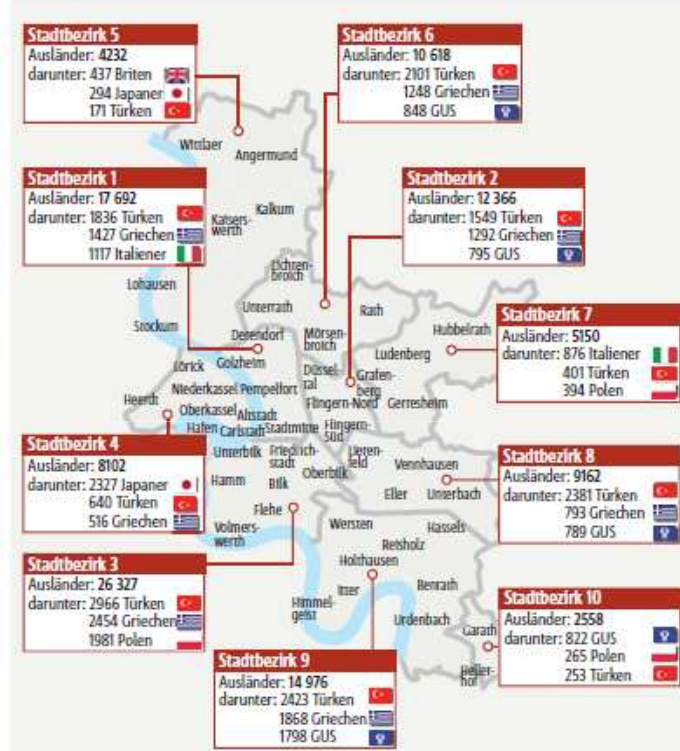 Stadtbezirk 5
Ausländer: 4232
darunter: 437 Briten
294 Japaner
171 Türken
Stadtbezirk 6
Ausländer: 10 618
darunter: 2101 Türken
1248 Griechen
848 GUS
Wittlaer
Angermund
Stadtbezirk 1
Ausländer: 17 692
darunter: 1836 Türken
1427 Griechen
1117 Italiener
Stadtbezirk 2
Ausländer: 12 366
darunter: 1549 Türken
1292 Griechen
795 GUS
Kalkum
Kaisers-
werth
Lichten-
broich
Lohausen
Unterrath
Rath
Stockum
Stadtbezirk 7
Ausländer: 5150
darunter: 876 Italiener
401 Türken
394 Polen
Derendorf
Mörsen-
broich
Hubbelrath
Golzheim
Ludenberg
Lörick
Düssel-
tal
Grafen-
berg
Niederkassel
Pempelfort
Heerdt
Oberkassel
Altstadt
Flingern-Nord
Gerresheim
Hafen
Carlstadt
Stadtmitte
Flingern-
Süd
Stadtbezirk 4
Ausländer: 8102
darunter: 2327 Japaner
640 Türken
516 Griechen
Unterbilk
Friedrich-
stadt
Oberbilk
Lieren-
feld
Vennhausen
Stadtbezirk 8
Ausländer: 9162
darunter: 2381 Türken
793 Griechen
789 GUS
Hamm
Bilk
Eller
Unterbach
Flehe
Volmers-
werth
Wersten
Hassels
Reisholz
Holthausen
Stadtbezirk 3
Ausländer: 26 327
darunter: 2966 Türken
2454 Griechen
1981 Polen
Itter
Benrath
Himmel-
geist
Urdenbach
Stadtbezirk 10
Ausländer: 2558
darunter: 822 GUS
265 Polen
253 Türken
Garath
Heller-
hof
Stadtbezirk 9
Ausländer: 14 976
darunter: 2423 Türken
1868 Griechen
1798 GUS